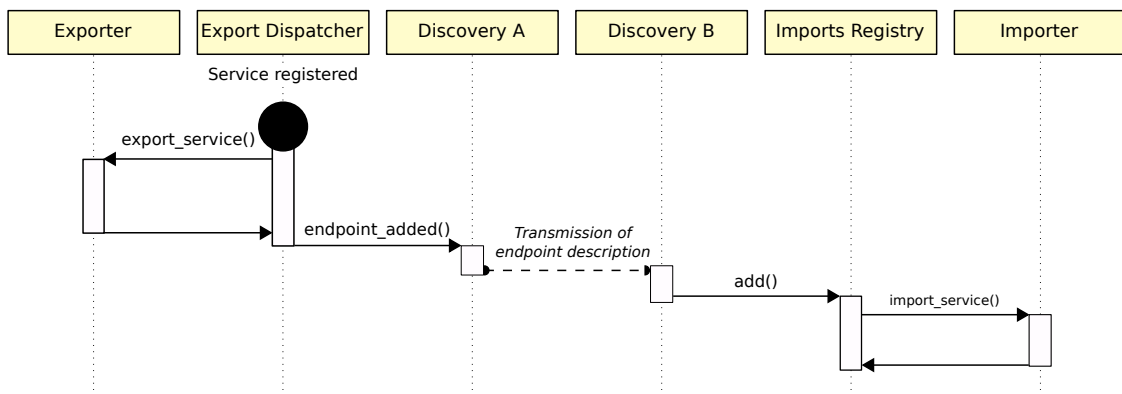 Exporter
Export Dispatcher
Discovery A
Discovery B
Imports Registry
Importer
Service registered
export_service()
endpoint_added()
Transmission of
endpoint description
add()
import_service()